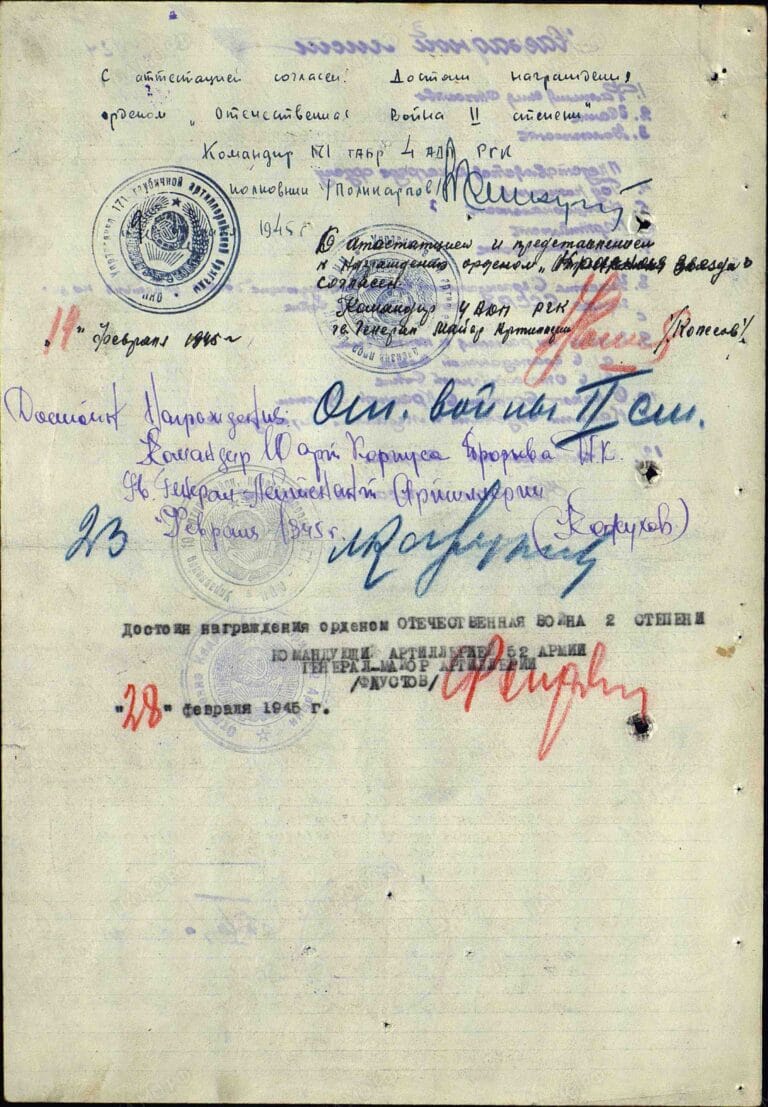 С аттестацией согласен. Достоин награждения
орденом „Отечественная Война II степени"
Командир 171 ГАБр 4 АДП РГК
полковник /Поликарпов/
1945 г
С аттестацией и представлением
к награждению орденом „Красная звезда"
согласен.
Командир 4 АДП РГК
гв. Генерал Майор Артиллерии
/Копесов/
"19" февраля 1945 г
Достоин Награждения: От. войны II ст.
Командир 10 арт Корпуса Прорыва РГК.
Гв. Генерал-Лейтенант Артиллерии
23 "Февраля 1945 г. (Кожухов)
Достоин награждения орденом ОТЕЧЕСТВЕННАЯ ВОЙНА 2 СТЕПЕНИ
КОМАНДУЮЩИЙ АРТИЛЛЕРИЕЙ 52 АРМИИ
ГЕНЕРАЛ-МАЙОР АРТИЛЛЕРИИ
/ФАУСТОВ/
"28" февраля 1945 г.